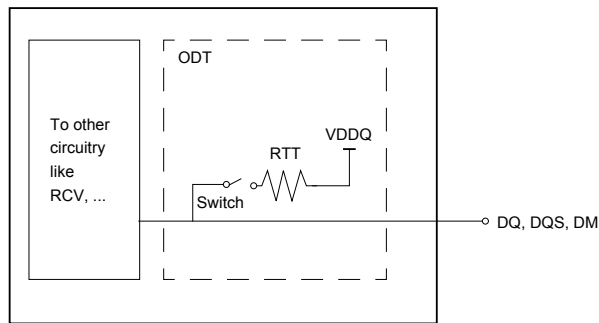 ODT
To other
circuitry
like
RCV, ...
VDDQ
RTT
Switch
DQ, DQS, DM